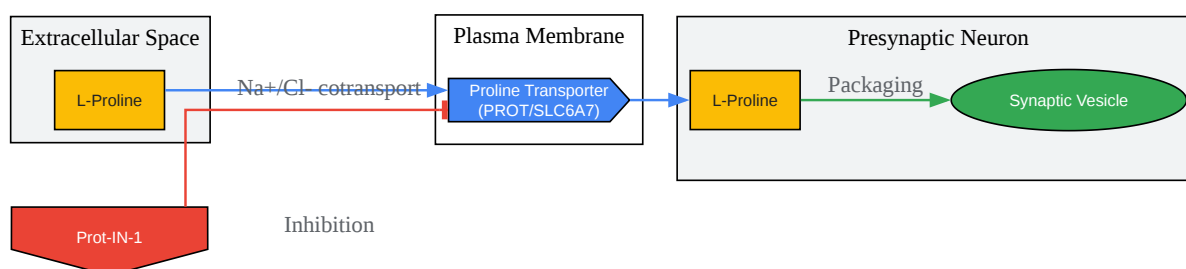 Extracellular Space
L-Proline
Na+/Cl- cotransport
Plasma Membrane
Proline Transporter
(PROT/SLC6A7)
Presynaptic Neuron
L-Proline
Packaging
Synaptic Vesicle
Prot-IN-1
Inhibition